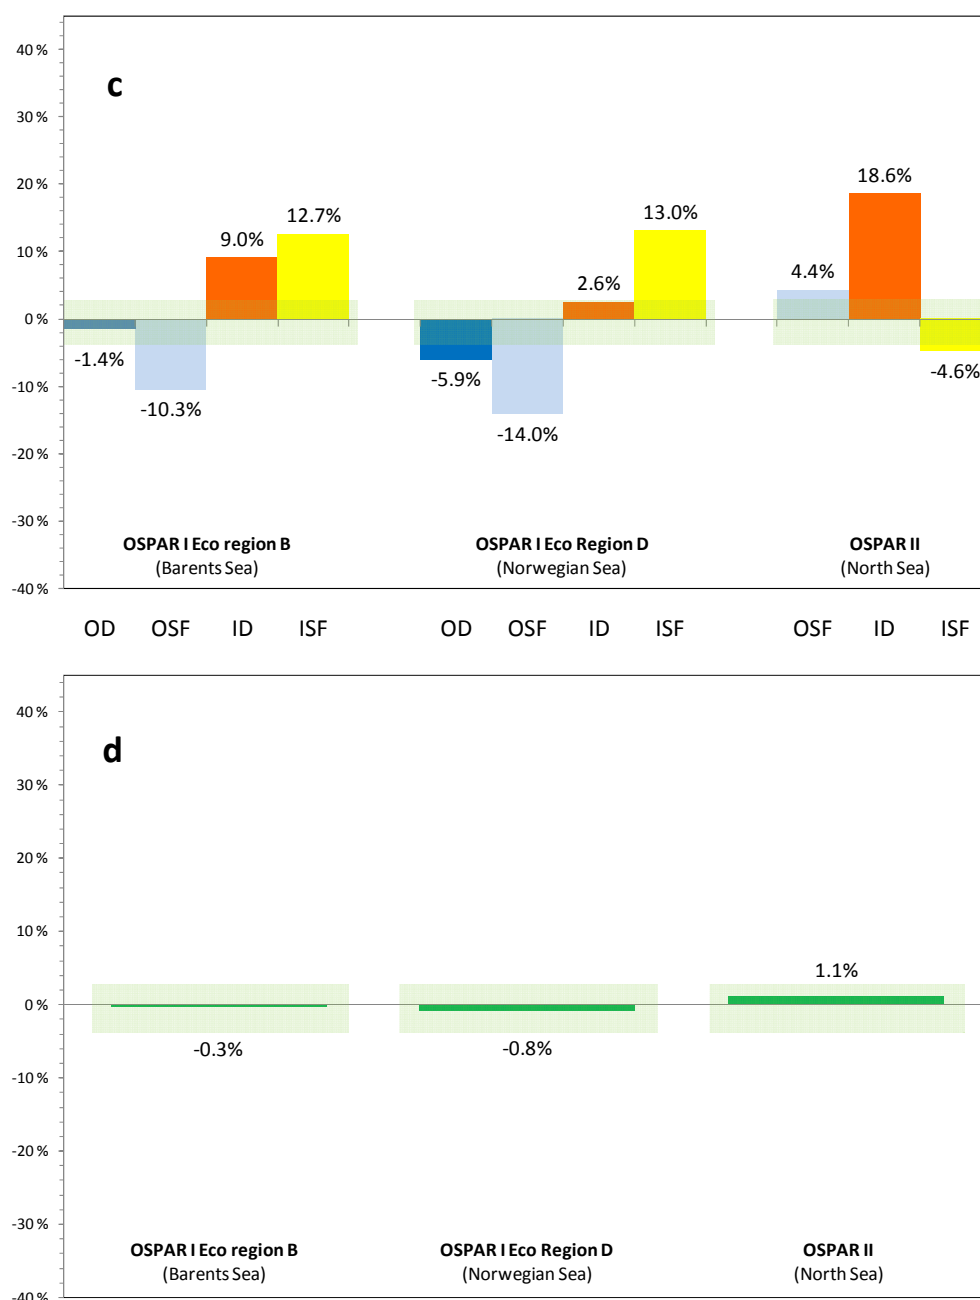 40 %
c
30 %
20 %
18.6%
12.7%
13.0%
9.0%
10 %
2.6%
4.4%
0 %
-1.4%
-5.9%
-4.6%
-10 %
-10.3%
-14.0%
-20 %
-30 %
OSPAR I Eco region B
(Barents Sea)
OSPAR I Eco Region D
(Norwegian Sea)
OSPAR II
(North Sea)
-40 %
OD OSF ID ISF OD OSF ID ISF OSF ID ISF
40 %
d
30 %
20 %
10 %
1.1%
0 %
-0.3%
-0.8%
-10 %
-20 %
-30 %
OSPAR I Eco region B
(Barents Sea)
OSPAR I Eco Region D
(Norwegian Sea)
OSPAR II
(North Sea)
-40 %